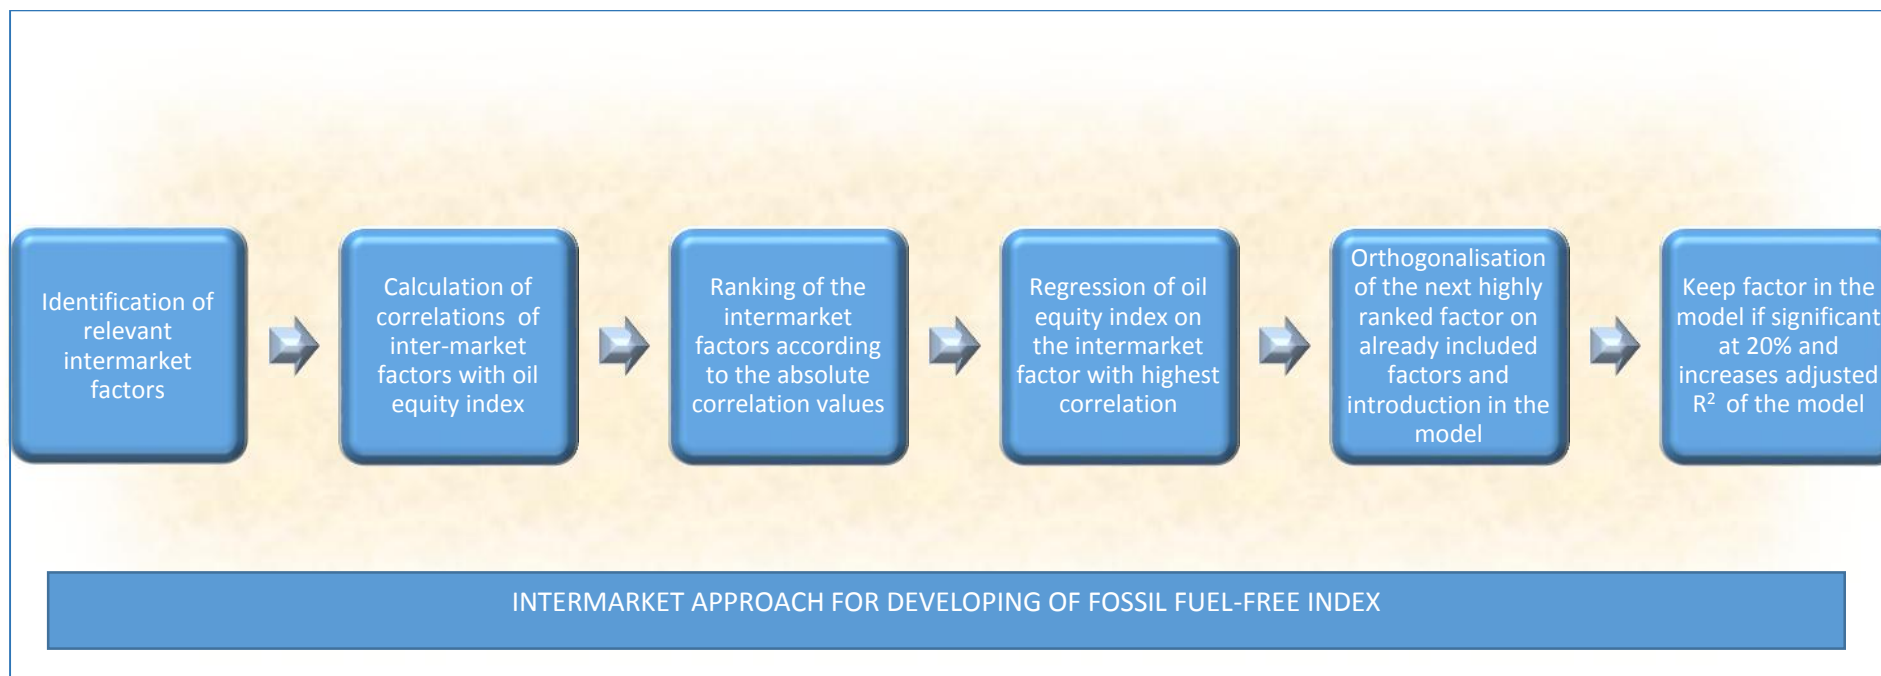 Identification of
relevant
intermarket
factors
Calculation of
correlations of
inter-market
factors with oil
equity index
Ranking of the
intermarket
factors according
to the absolute
correlation values
Regression of oil
equity index on
the intermarket
factor with highest
correlation
Orthogonalisation
of the next highly
ranked factor on
already included
factors and
introduction in the
model
Keep factor in the
model if significant
at 20% and
increases adjusted
R² of the model
INTERMARKET APPROACH FOR DEVELOPING OF FOSSIL FUEL-FREE INDEX